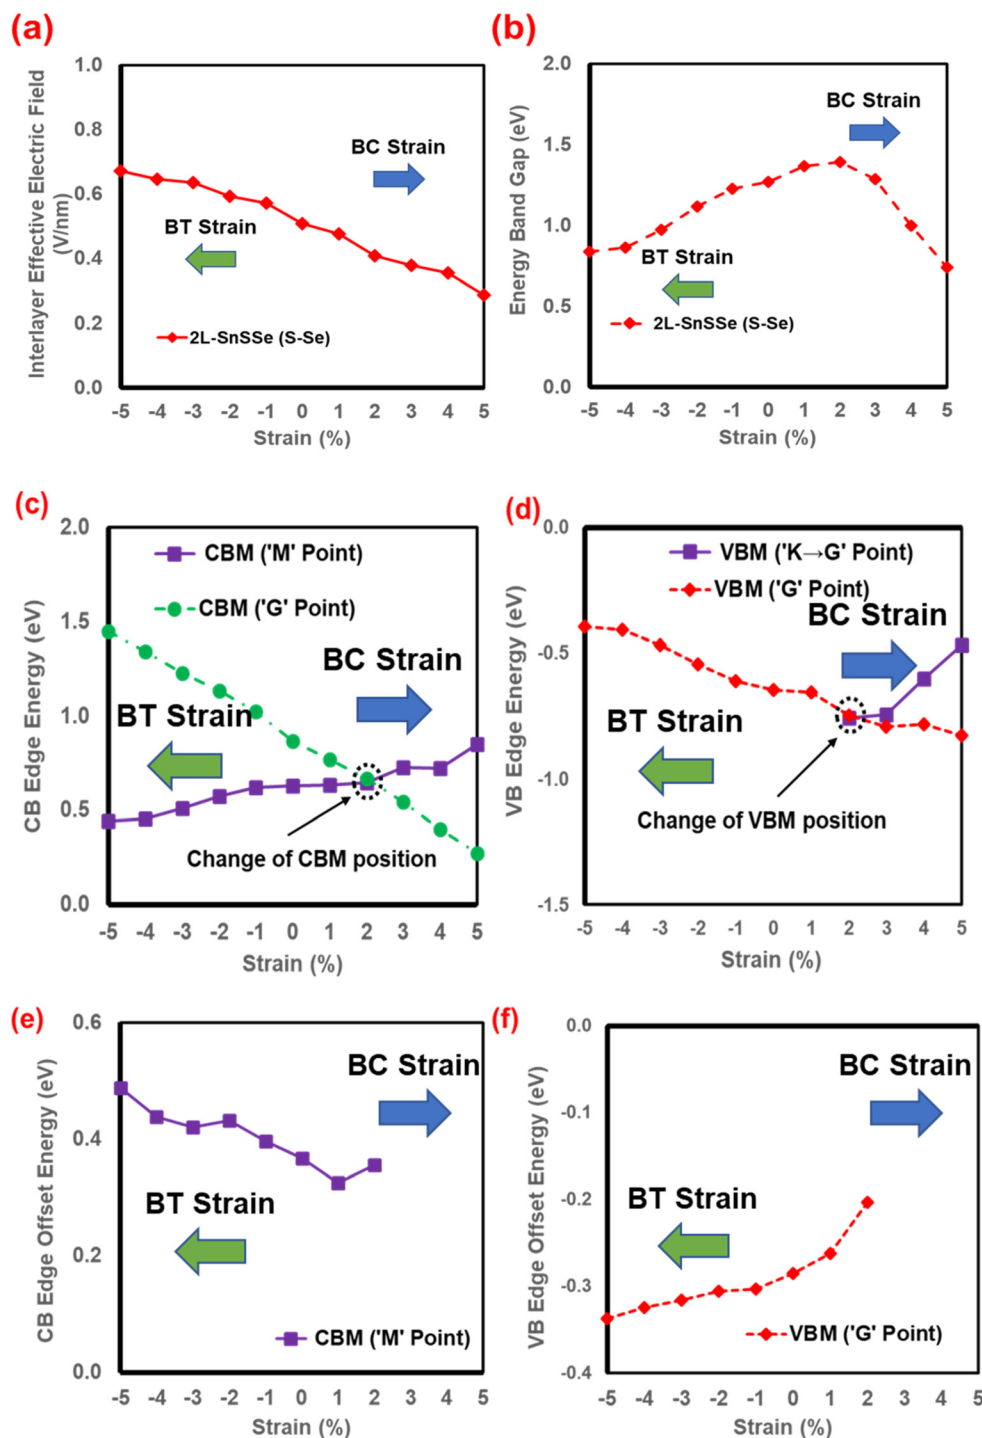 (a)
Interlayer Effective Electric Field
(V/nm)
1.0
0.8
0.6
0.4
0.2
0.0
BC Strain
BT Strain
2L-SnSSe (S-Se)
-5 -4 -3 -2 -1 0 1 2 3 4 5
Strain (%)
(b)
Energy Band Gap (eV)
2.0
1.5
1.0
0.5
0.0
BC Strain
BT Strain
2L-SnSSe (S-Se)
-5 -4 -3 -2 -1 0 1 2 3 4 5
Strain (%)
(c)
CB Edge Energy (eV)
2.0
1.5
1.0
0.5
0.0
CBM ('M' Point)
CBM ('G' Point)
BC Strain
BT Strain
Change of CBM position
-5 -4 -3 -2 -1 0 1 2 3 4 5
Strain (%)
(d)
VB Edge Energy (eV)
0.0
-0.5
-1.0
-1.5
VBM ('K→G' Point)
VBM ('G' Point)
BC Strain
BT Strain
Change of VBM position
-5 -4 -3 -2 -1 0 1 2 3 4 5
Strain (%)
(e)
CB Edge Offset Energy (eV)
0.6
0.4
0.2
0.0
BC Strain
BT Strain
CBM ('M' Point)
-5 -4 -3 -2 -1 0 1 2 3 4 5
Strain (%)
(f)
VB Edge Offset Energy (eV)
0.0
-0.1
-0.2
-0.3
-0.4
BC Strain
BT Strain
VBM ('G' Point)
-5 -4 -3 -2 -1 0 1 2 3 4 5
Strain (%)